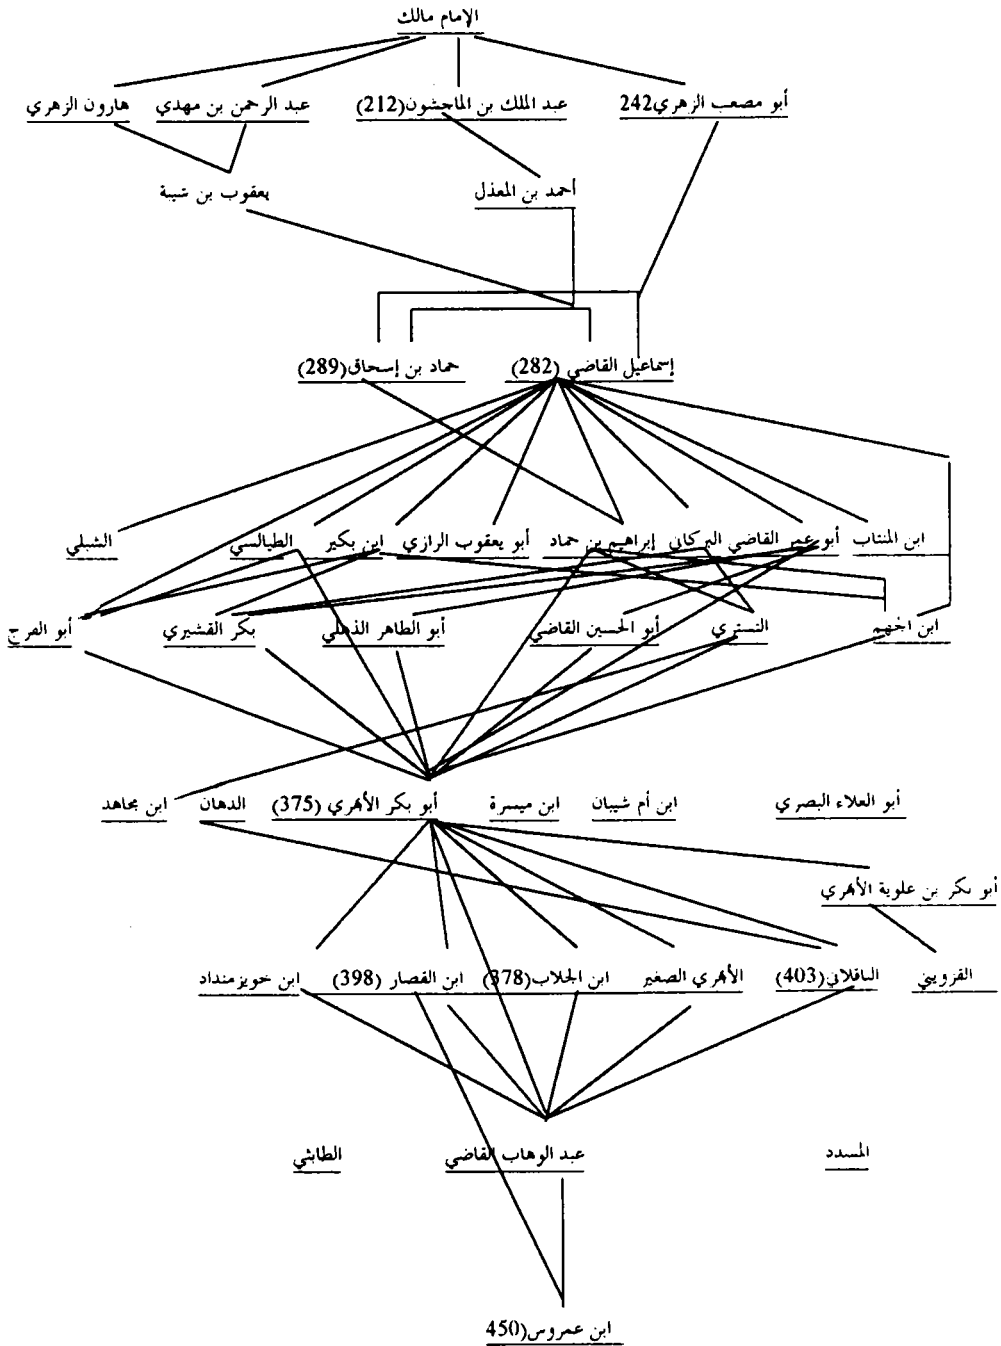 الإمام مالك
أبو مصعب الزهري242 عبد الملك بن الماجشون(212) عبد الرحمن بن مهدي هارون الزهري
أحمد بن المعذل يعقوب بن شيبة
إسماعيل القاضي (282) حماد بن إسحاق(289)
ابن المنتاب أبو عمر القاضي البركاني إبراهيم بن حماد أبو يعقوب الرازي ابن بكير الطيالسي الشبلي
ابن الجهم التستري أبو الحسين القاضي أبو الطاهر الذهلي بكر القشيري أبو الفرج
أبو العلاء البصري ابن أم شيبان ابن ميسرة أبو بكر الأبهري (375) الدهان ابن مجاهد
أبو بكر بن علوية الأبهري
القزويني الباقلاني(403) الأبهري الصغير ابن الجلاب(378) ابن القصار (398) ابن خويزمنداد
المسدد عبد الوهاب القاضي الطابثي
ابن عمروس(450